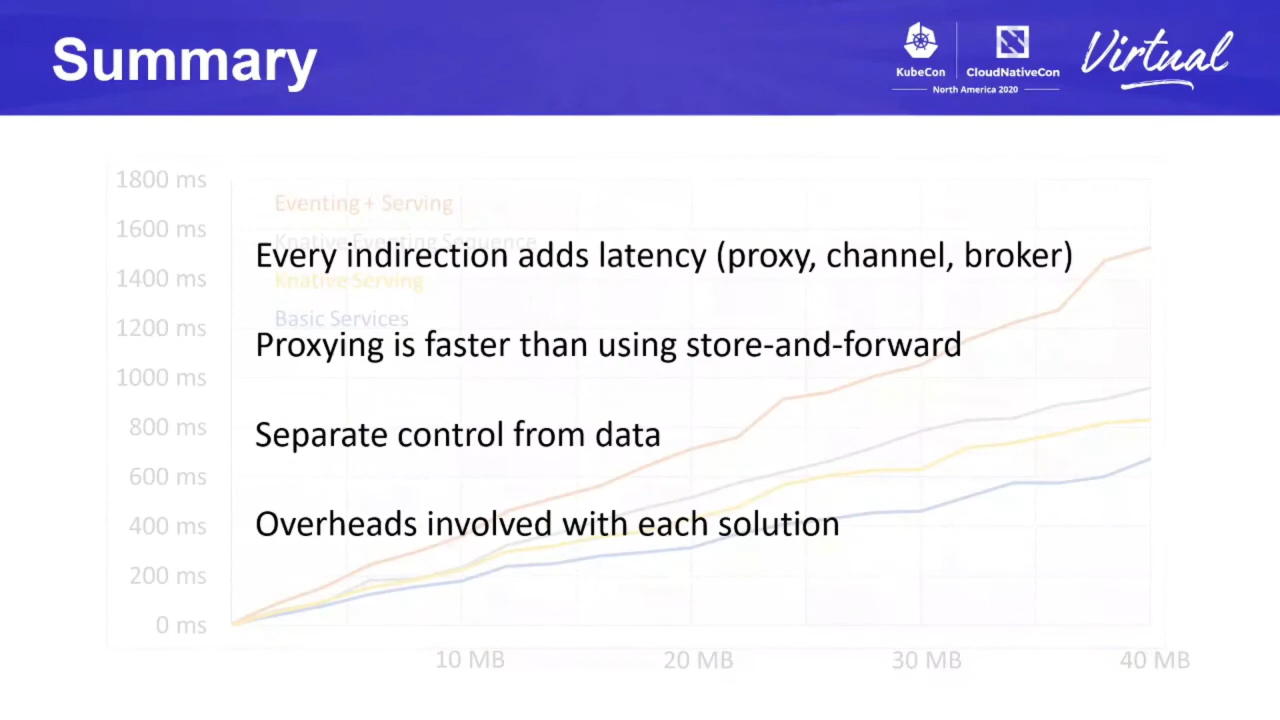 Summary
KubeCon
CloudNativeCon
North America 2020
Virtual
1800 ms
1600 ms
1400 ms
1200 ms
1000 ms
800 ms
600 ms
400 ms
200 ms
0 ms
Eventing + Serving
Knative Eventing Sequence
Knative Serving
Basic Services
Every indirection adds latency (proxy, channel, broker)
Proxying is faster than using store-and-forward
Separate control from data
Overheads involved with each solution
10 MB
20 MB
30 MB
40 MB